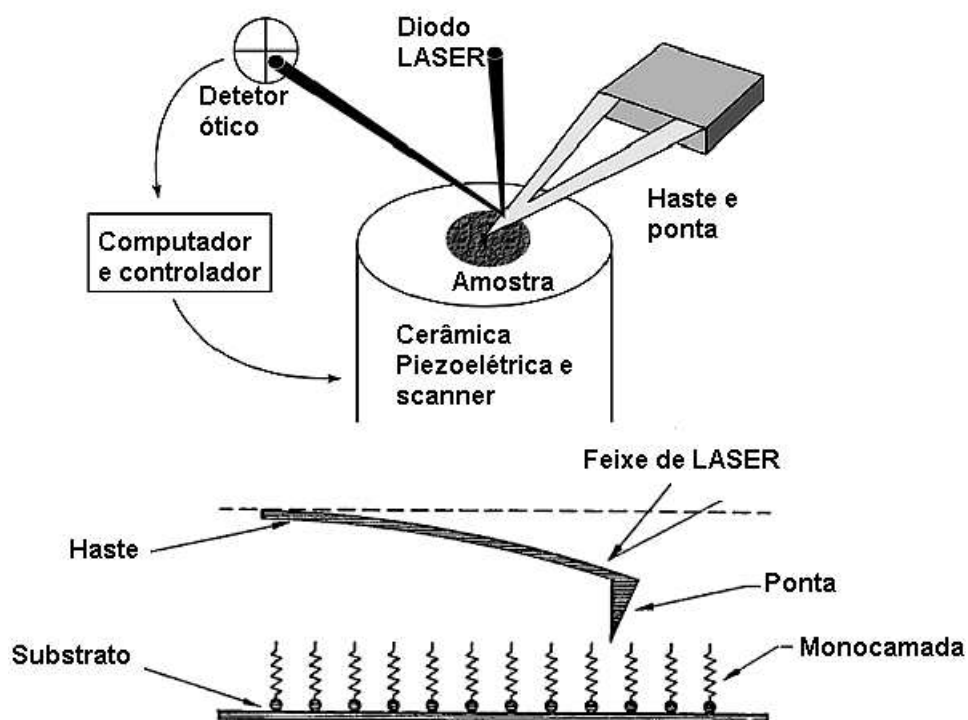 Diodo
LASER
Detetor
ótico
Haste e
ponta
Computador
e controlador
Amostra
Cerâmica
Piezoelétrica e
scanner
Feixe de LASER
Haste
Ponta
Substrato
Monocamada